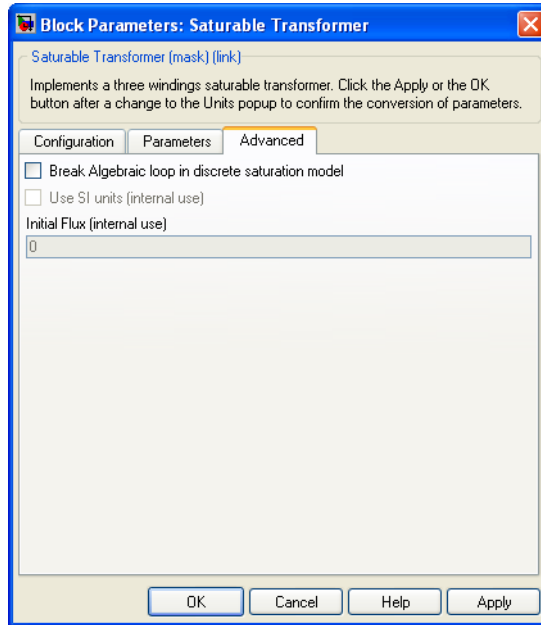 Block Parameters: Saturable Transformer
Saturable Transformer (mask) (link)
Implements a three windings saturable transformer. Click the Apply or the OK
button after a change to the Units popup to confirm the conversion of parameters.
Configuration Parameters Advanced
Break Algebraic loop in discrete saturation model
Use SI units (internal use)
Initial Flux (internal use)
0
OK Cancel Help Apply